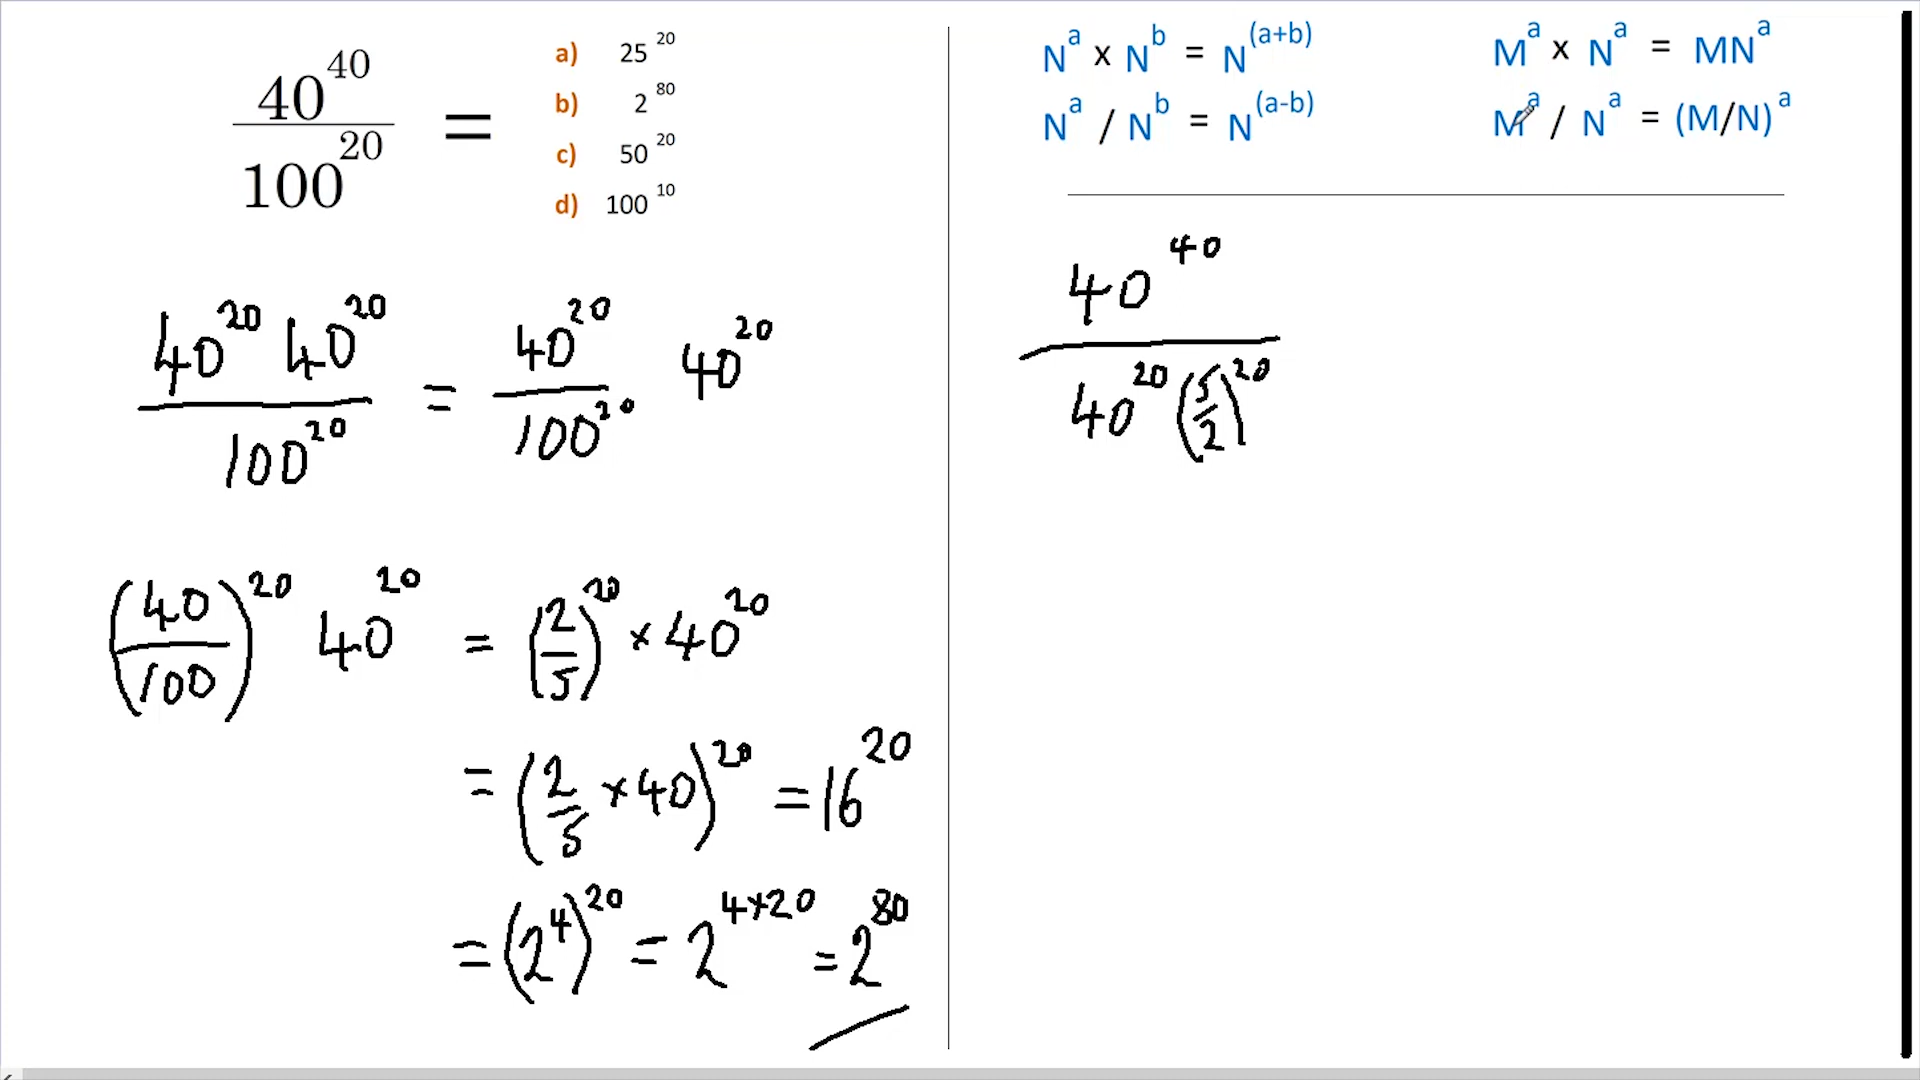 40^40 / 100^20 =
a) 25^20
b) 2^80
c) 50^20
d) 100^10
40^20 40^20 / 100^20 = 40^20 / 100^20 40^20
(40/100)^20 40^20 = (2/5)^20 × 40^20
= (2/5 × 40)^20 = 16^20
= (2^4)^20 = 2^4×20 = 2^80
N^a x N^b = N^(a+b)
N^a / N^b = N^(a-b)
M^a x N^a = MN^a
M^a / N^a = (M/N)^a
40^40 / 40^20 (5/2)^20